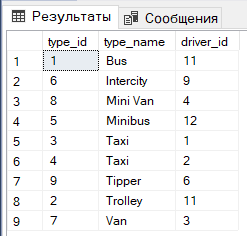 Результаты Сообщения
type_id type_name driver_id
1 1 Bus 11
2 6 Intercity 9
3 8 Mini Van 4
4 5 Minibus 12
5 3 Taxi 1
6 4 Taxi 2
7 9 Tipper 6
8 2 Trolley 11
9 7 Van 3